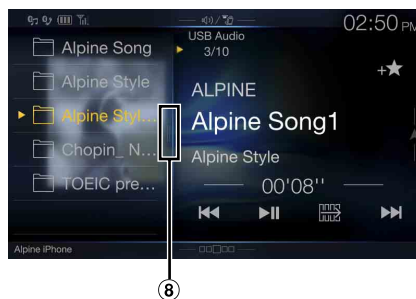 02:50 PM
USB Audio
3/10
Alpine Song
Alpine Style
Alpine Styl...
Chopin_ N...
TOEIC pre...
ALPINE
Alpine Song1
Alpine Style
00'08''
Alpine iPhone
8